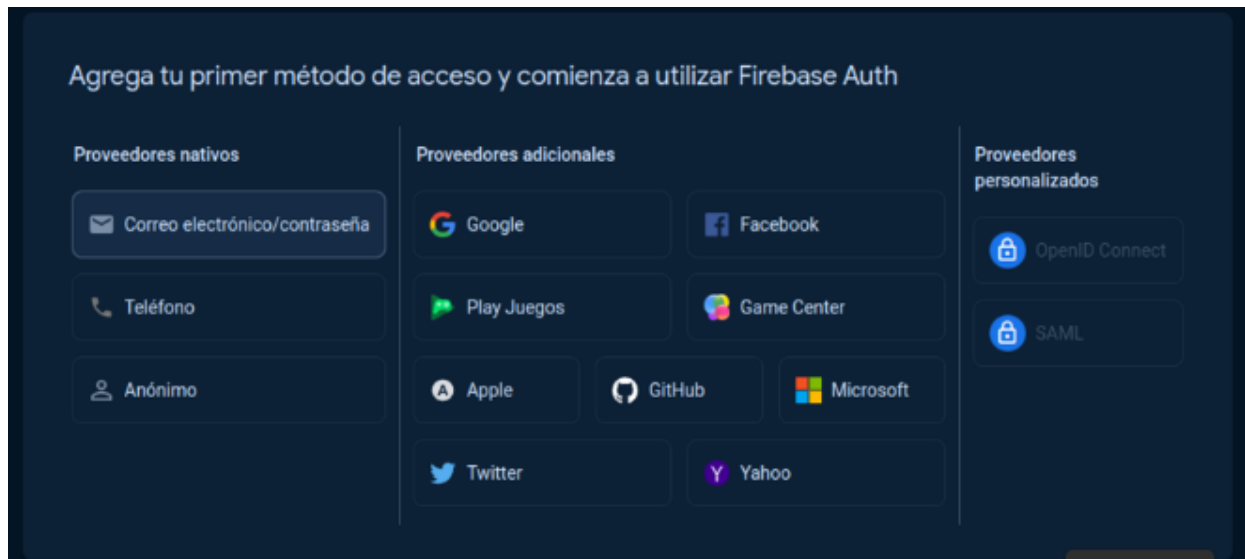 Agrega tu primer método de acceso y comienza a utilizar Firebase Auth
Proveedores nativos
Correo electrónico/contraseña
Teléfono
Anónimo
Proveedores adicionales
Google
Facebook
Play Juegos
Game Center
Apple
GitHub
Microsoft
Twitter
Yahoo
Proveedores
personalizados
OpenID Connect
SAML